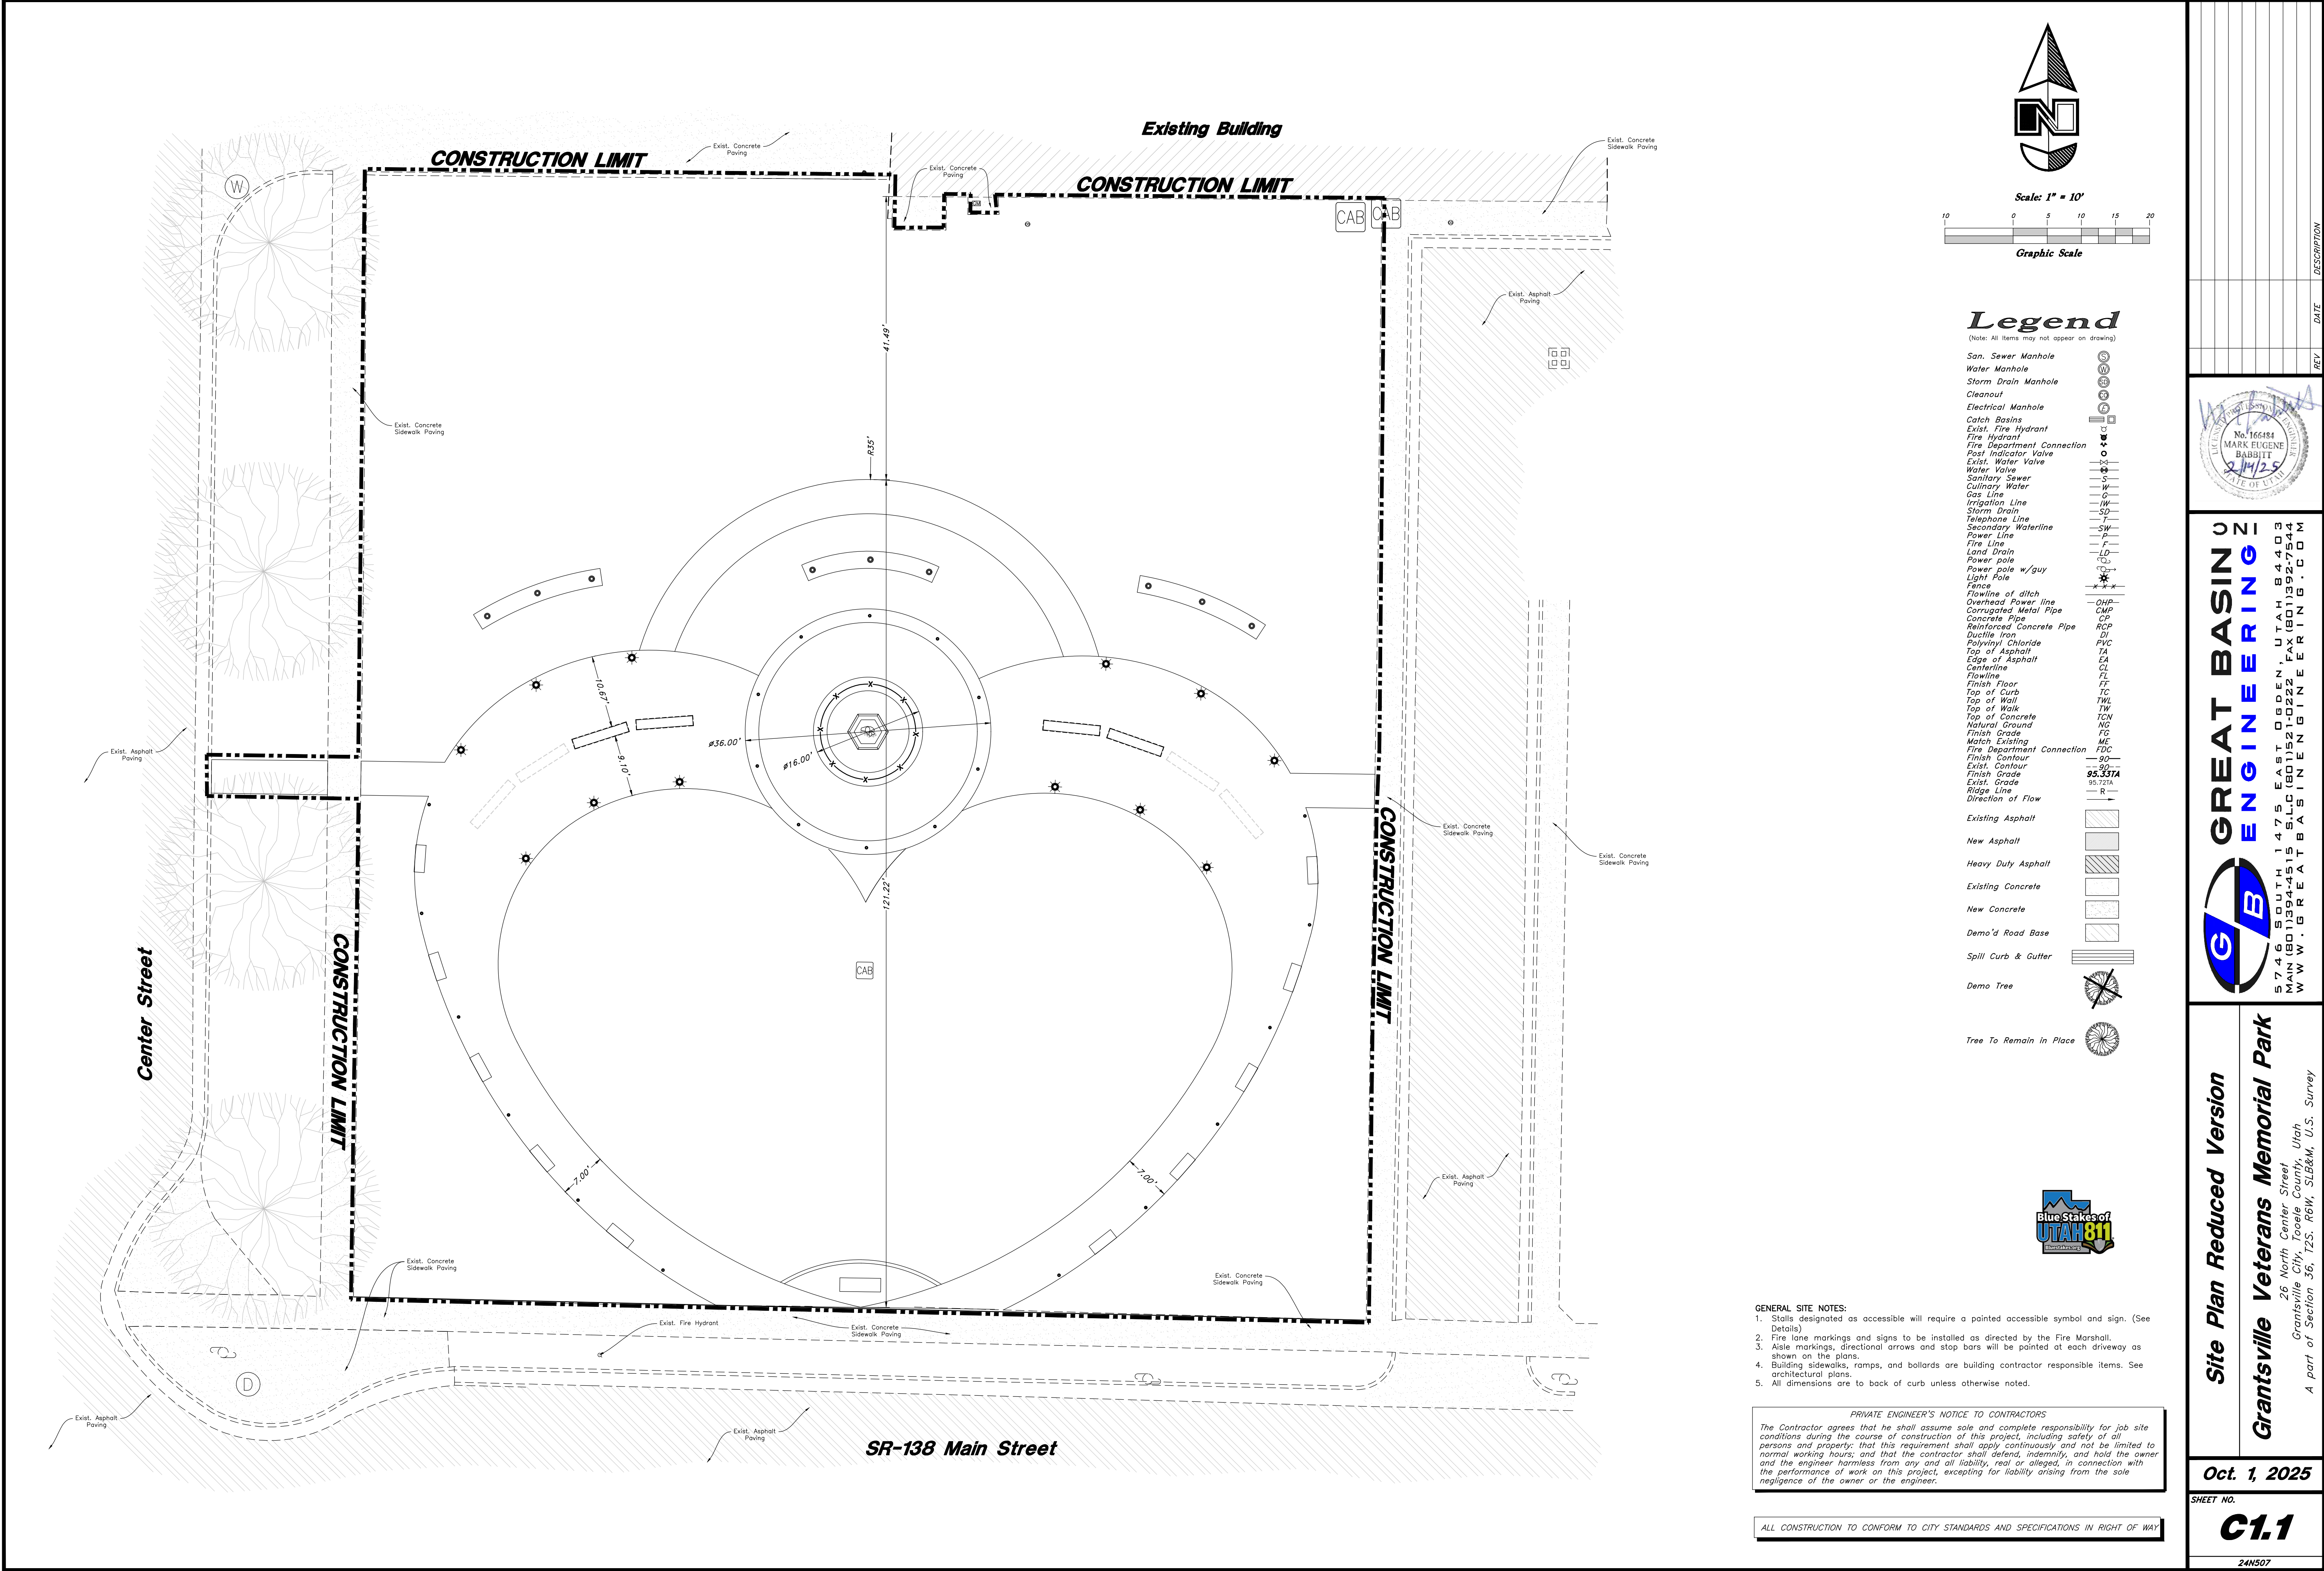 Existing Building
CONSTRUCTION LIMIT
CONSTRUCTION LIMIT
Exist. Concrete
Paving
Exist. Concrete
Paving
Exist. Concrete
Sidewalk Paving
W
GM
CAB
CAB
Exist. Asphalt
Paving
41.49'
R35'
Exist. Concrete
Sidewalk Paving
10.67'
9.10'
ø36.00'
ø16.00'
Exist. Asphalt
Paving
Exist. Concrete
Sidewalk Paving
Exist. Concrete
Sidewalk Paving
121.22'
CAB
Center Street
CONSTRUCTION LIMIT
CONSTRUCTION LIMIT
7.00'
7.00'
Exist. Asphalt
Paving
Exist. Concrete
Sidewalk Paving
Exist. Concrete
Sidewalk Paving
Exist. Fire Hydrant
Exist. Concrete
Sidewalk Paving
D
Exist. Asphalt
Paving
Exist. Asphalt
Paving
SR-138 Main Street
N
Scale: 1" = 10'
10 0 5 10 15 20
Graphic Scale
Legend
(Note: All Items may not appear on drawing)
San. Sewer Manhole S
Water Manhole W
Storm Drain Manhole SD
Cleanout CO
Electrical Manhole E
Catch Basins
Exist. Fire Hydrant
Fire Hydrant
Fire Department Connection
Post Indicator Valve
Exist. Water Valve
Water Valve
Sanitary Sewer S
Culinary Water W
Gas Line G
Irrigation Line IW
Storm Drain SD
Telephone Line T
Secondary Waterline SW
Power Line P
Fire Line F
Land Drain LD
Power pole
Power pole w/guy
Light Pole
Fence x x x
Flowline of ditch
Overhead Power line OHP
Corrugated Metal Pipe CMP
Concrete Pipe CP
Reinforced Concrete Pipe RCP
Ductile Iron DI
Polyvinyl Chloride PVC
Top of Asphalt TA
Edge of Asphalt EA
Centerline CL
Flowline FL
Finish Floor FF
Top of Curb TC
Top of Wall TWL
Top of Walk TW
Top of Concrete TCN
Natural Ground NG
Finish Grade FG
Match Existing ME
Fire Department Connection FDC
Finish Contour 90
Exist. Contour 90
Finish Grade 95.33TA
Exist. Grade 95.72TA
Ridge Line R
Direction of Flow
Existing Asphalt
New Asphalt
Heavy Duty Asphalt
Existing Concrete
New Concrete
Demo'd Road Base
Spill Curb & Gutter
Demo Tree
Tree To Remain in Place
Blue Stakes of
UTAH 811
Bluestakes.org
GENERAL SITE NOTES:
1. Stalls designated as accessible will require a painted accessible symbol and sign. (See
Details)
2. Fire lane markings and signs to be installed as directed by the Fire Marshall.
3. Aisle markings, directional arrows and stop bars will be painted at each driveway as
shown on the plans.
4. Building sidewalks, ramps, and bollards are building contractor responsible items. See
architectural plans.
5. All dimensions are to back of curb unless otherwise noted.
PRIVATE ENGINEER'S NOTICE TO CONTRACTORS
The Contractor agrees that he shall assume sole and complete responsibility for job site
conditions during the course of construction of this project, including safety of all
persons and property: that this requirement shall apply continuously and not be limited to
normal working hours; and that the contractor shall defend, indemnify, and hold the owner
and the engineer harmless from any and all liability, real or alleged, in connection with
the performance of work on this project, excepting for liability arising from the sole
negligence of the owner or the engineer.
ALL CONSTRUCTION TO CONFORM TO CITY STANDARDS AND SPECIFICATIONS IN RIGHT OF WAY
REV DATE DESCRIPTION
LICENSED PROFESSIONAL ENGINEER
No. 166484
MARK EUGENE
BABBITT
2/14/25
STATE OF UTAH
GB
GREAT BASIN
ENGINEERING
5746 SOUTH 1475 EAST OGDEN, UTAH 84403
MAIN (801)394-4515 S.L.C (801)521-0222 FAX (801)392-7544
WWW.GREATBASINENGINEERING.COM
Site Plan Reduced Version
Grantsville Veterans Memorial Park
26 North Center Street
Grantsville City, Tooele County, Utah
A part of Section 36, T2S. R6W, SLB&M, U.S. Survey
Oct. 1, 2025
SHEET NO.
C1.1
24N507